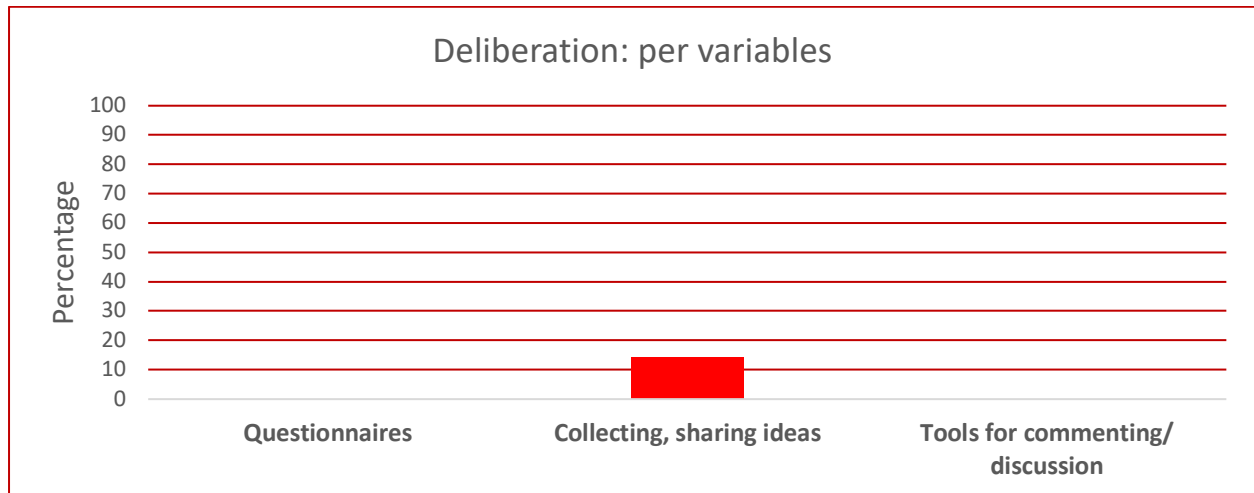 Deliberation: per variables
Percentage
100
90
80
70
60
50
40
30
20
10
0
Questionnaires
Collecting, sharing ideas
Tools for commenting/
discussion